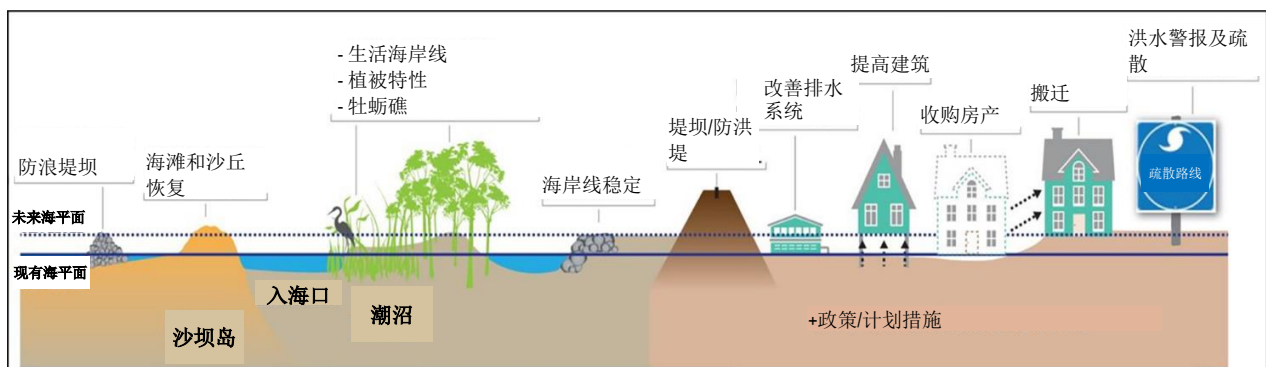 防浪堤坝
海滩和沙丘
恢复
- 生活海岸线
- 植被特性
- 牡蛎礁
海岸线稳定
堤坝/防洪
堤
改善排水
系统
提高建筑
收购房产
搬迁
洪水警报及疏
散
疏散路线
未来海平面
现有海平面
沙坝岛
入海口
潮沼
+政策/计划措施